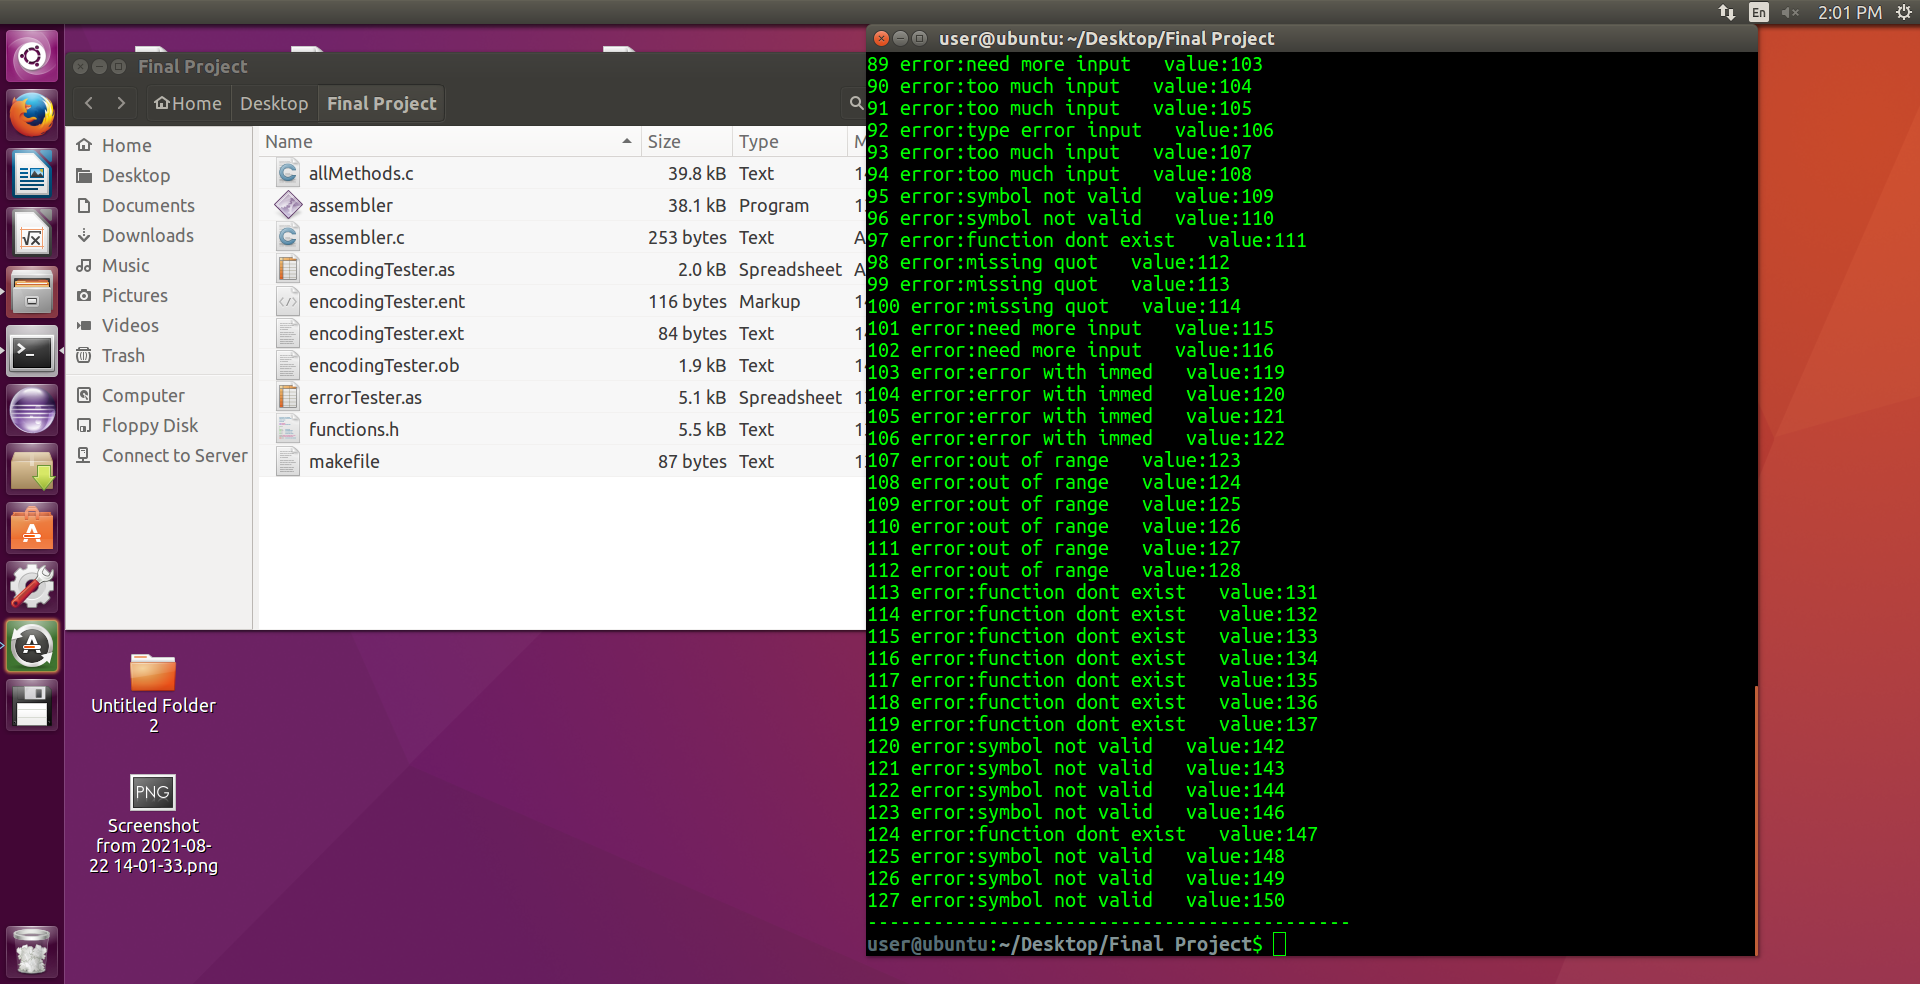 En
2:01 PM
Final Project
Home
Desktop
Final Project
Home
Desktop
Documents
Downloads
Music
Pictures
Videos
Trash
Computer
Floppy Disk
Connect to Server
Name Size Type M
allMethods.c 39.8 kB Text 14
assembler 38.1 kB Program 13
assembler.c 253 bytes Text A
encodingTester.as 2.0 kB Spreadsheet A
encodingTester.ent 116 bytes Markup 14
encodingTester.ext 84 bytes Text 14
encodingTester.ob 1.9 kB Text 14
errorTester.as 5.1 kB Spreadsheet 13
functions.h 5.5 kB Text 13
makefile 87 bytes Text 13
Untitled Folder
2
PNG
Screenshot
from 2021-08-
22 14-01-33.png
user@ubuntu: ~/Desktop/Final Project
89 error:need more input   value:103
90 error:too much input   value:104
91 error:too much input   value:105
92 error:type error input   value:106
93 error:too much input   value:107
94 error:too much input   value:108
95 error:symbol not valid   value:109
96 error:symbol not valid   value:110
97 error:function dont exist   value:111
98 error:missing quot   value:112
99 error:missing quot   value:113
100 error:missing quot   value:114
101 error:need more input   value:115
102 error:need more input   value:116
103 error:error with immed   value:119
104 error:error with immed   value:120
105 error:error with immed   value:121
106 error:error with immed   value:122
107 error:out of range   value:123
108 error:out of range   value:124
109 error:out of range   value:125
110 error:out of range   value:126
111 error:out of range   value:127
112 error:out of range   value:128
113 error:function dont exist   value:131
114 error:function dont exist   value:132
115 error:function dont exist   value:133
116 error:function dont exist   value:134
117 error:function dont exist   value:135
118 error:function dont exist   value:136
119 error:function dont exist   value:137
120 error:symbol not valid   value:142
121 error:symbol not valid   value:143
122 error:symbol not valid   value:144
123 error:symbol not valid   value:146
124 error:function dont exist   value:147
125 error:symbol not valid   value:148
126 error:symbol not valid   value:149
127 error:symbol not valid   value:150
--------------------------------------------
user@ubuntu:~/Desktop/Final Project$